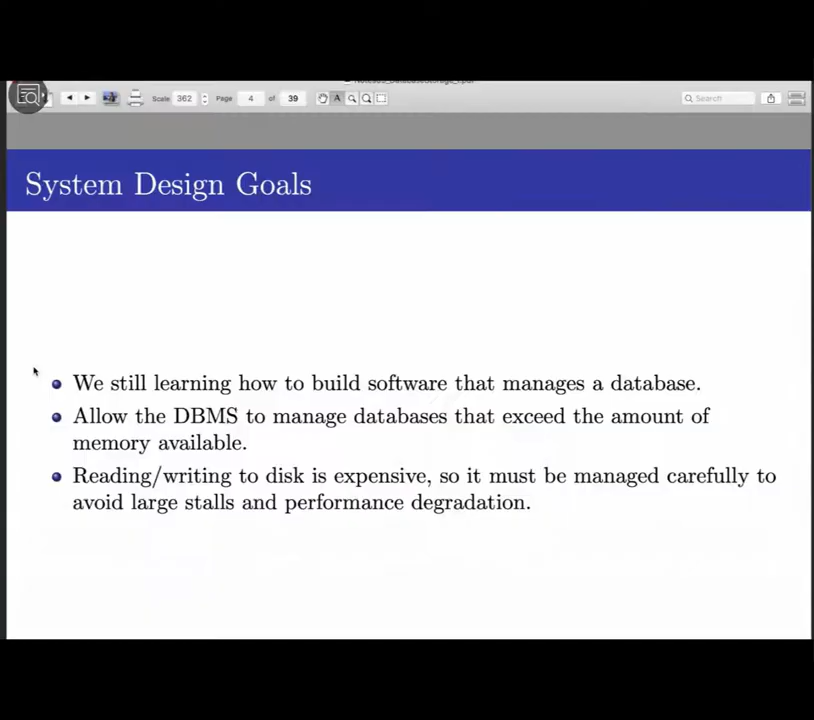 Scale 362 Page 4 of 39 A Search
System Design Goals
We still learning how to build software that manages a database.
Allow the DBMS to manage databases that exceed the amount of
memory available.
Reading/writing to disk is expensive, so it must be managed carefully to
avoid large stalls and performance degradation.